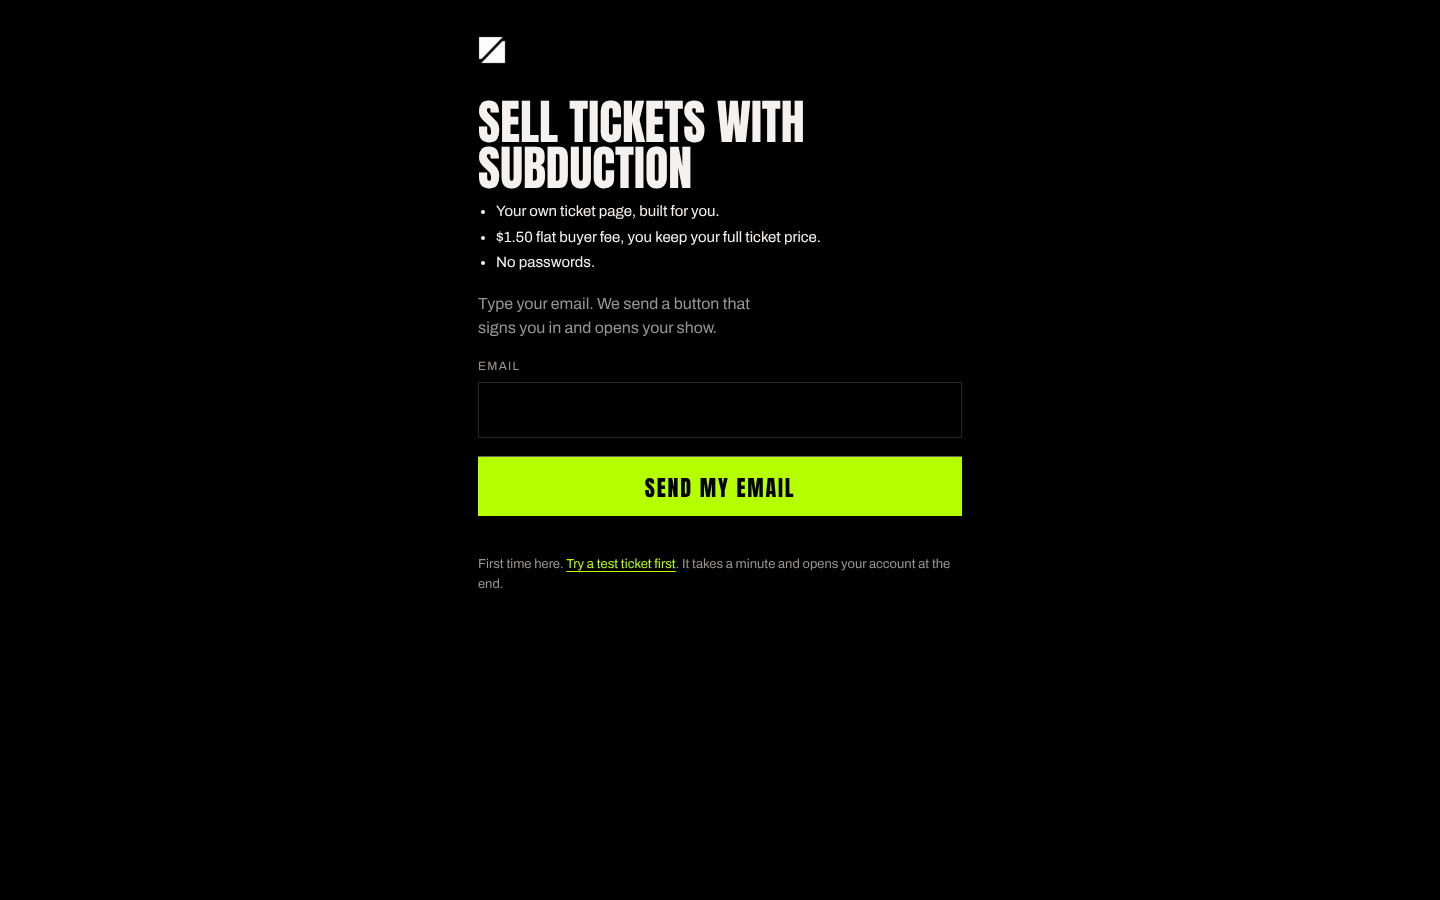 SELL TICKETS WITH
SUBDUCTION
• Your own ticket page, built for you.
• $1.50 flat buyer fee, you keep your full ticket price.
• No passwords.
Type your email. We send a button that
signs you in and opens your show.
EMAIL
SEND MY EMAIL
First time here. Try a test ticket first. It takes a minute and opens your account at the
end.